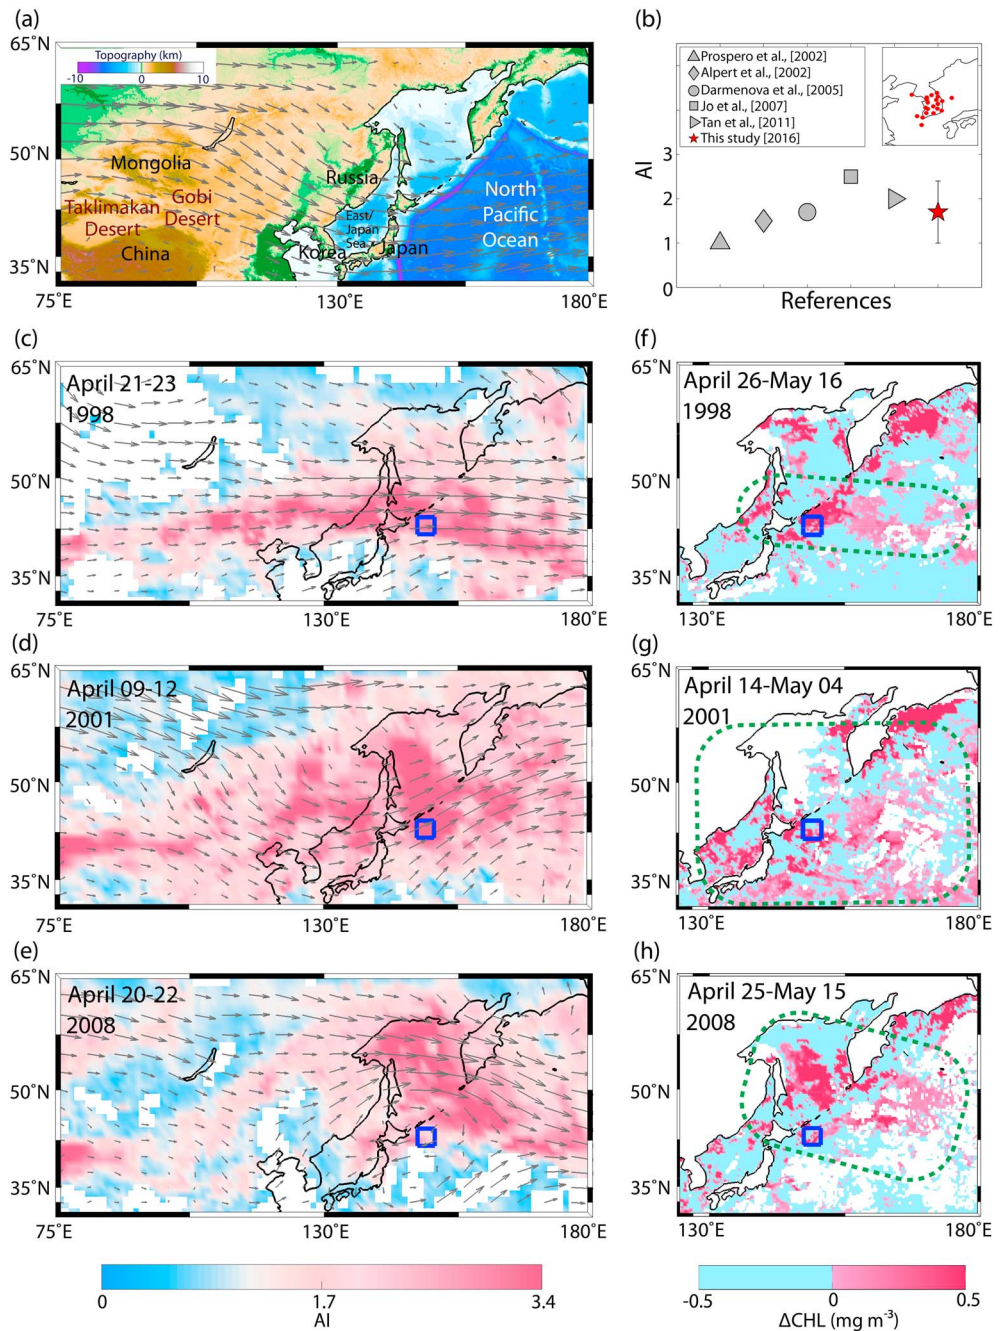 (a)
65°N
50°N
35°N
75°E
130°E
180°E
Topography (km)
-10
0
10
Mongolia
Taklimakan
Desert
Gobi
Desert
China
Russia
East/
Japan
Sea
Korea
Japan
North
Pacific
Ocean
(b)
Prospero et al., [2002]
Alpert et al., [2002]
Darmenova et al., [2005]
Jo et al., [2007]
Tan et al., [2011]
This study [2016]
AI
3
2
1
0
References
(c)
65°N
50°N
35°N
April 21-23
1998
75°E
130°E
180°E
(f)
65°N
50°N
35°N
April 26-May 16
1998
130°E
180°E
(d)
65°N
50°N
35°N
April 09-12
2001
75°E
130°E
180°E
(g)
65°N
50°N
35°N
April 14-May 04
2001
130°E
180°E
(e)
65°N
50°N
35°N
April 20-22
2008
75°E
130°E
180°E
(h)
65°N
50°N
35°N
April 25-May 15
2008
130°E
180°E
0
1.7
3.4
AI
-0.5
0
0.5
ΔCHL (mg m⁻³)